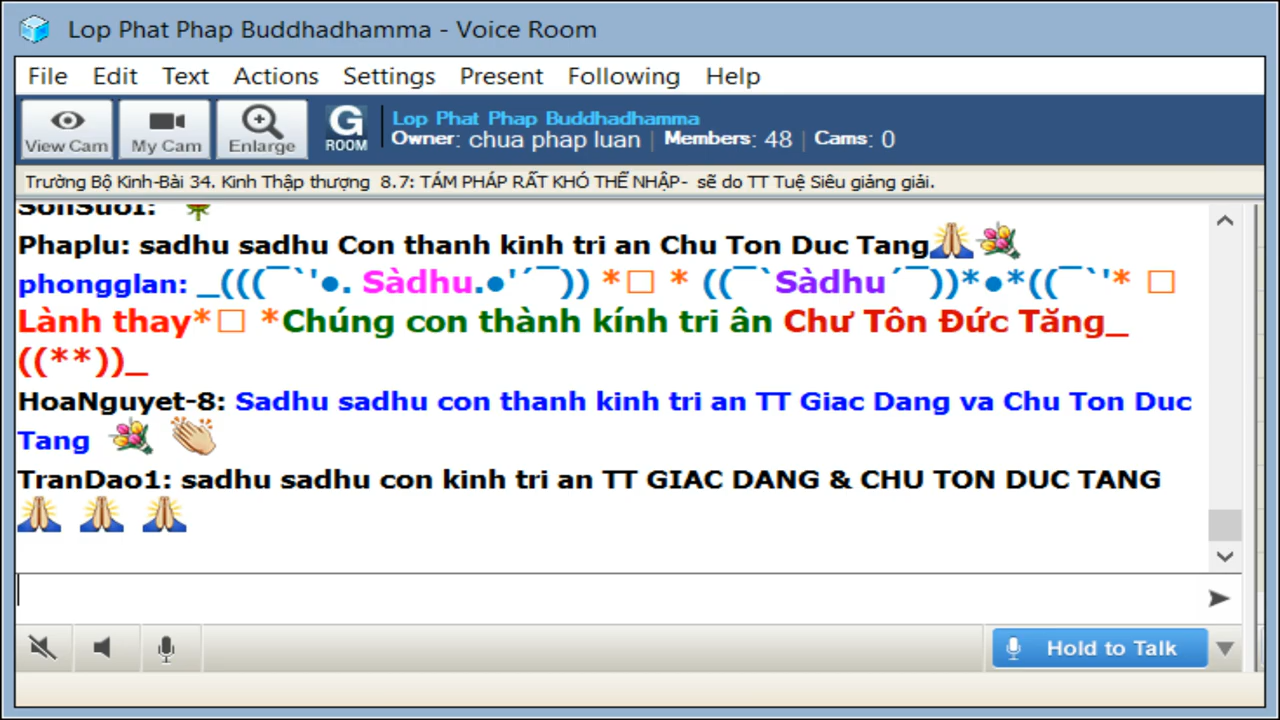 Lop Phat Phap Buddhadhamma - Voice Room
File Edit Text Actions Settings Present Following Help
View Cam My Cam Enlarge G ROOM
Lop Phat Phap Buddhadhamma
Owner: chua phap luan | Members: 48 | Cams: 0
Trường Bộ Kinh-Bài 34. Kinh Thập thượng 8.7: TÁM PHÁP RẤT KHÓ THỂ NHẬP- sẽ do TT Tuệ Siêu giảng giải.
SonSuo1:
Phaplu: sadhu sadhu Con thanh kinh tri an Chu Ton Duc Tang
phongglan: _(((¯`'●. Sàdhu.●'´¯)) *□ * ((¯`Sàdhu´¯))*●*((¯`'* □
Lành thay*□ *Chúng con thành kính tri ân Chư Tôn Đức Tăng_
((**))_
HoaNguyet-8: Sadhu sadhu con thanh kinh tri an TT Giac Dang va Chu Ton Duc
Tang
TranDao1: sadhu sadhu con kinh tri an TT GIAC DANG & CHU TON DUC TANG
Hold to Talk